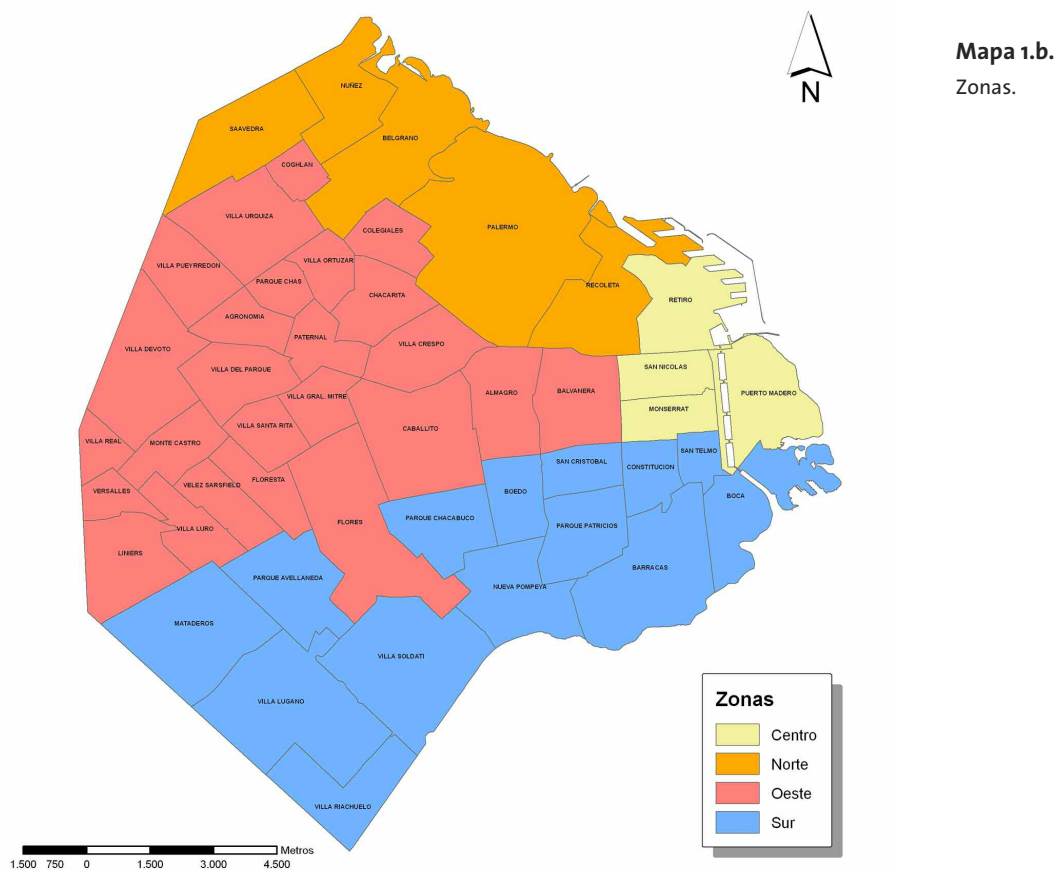 Mapa 1.b.
Zonas.
N
NUÑEZ
SAAVEDRA
BELGRANO
COGHLAN
VILLA URQUIZA
COLEGIALES
PALERMO
VILLA PUEYRREDON
VILLA ORTUZAR
PARQUE CHAS
CHACARITA
RECOLETA
RETIRO
AGRONOMIA
PATERNAL
VILLA CRESPO
VILLA DEVOTO
VILLA DEL PARQUE
SAN NICOLAS
ALMAGRO
BALVANERA
PUERTO MADERO
VILLA GRAL. MITRE
MONSERRAT
VILLA SANTA RITA
CABALLITO
VILLA REAL
MONTE CASTRO
SAN TELMO
SAN CRISTOBAL
CONSTITUCION
FLORESTA
VELEZ SARSFIELD
VERSALLES
BOEDO
BOCA
PARQUE CHACABUCO
FLORES
VILLA LURO
PARQUE PATRICIOS
LINIERS
BARRACAS
PARQUE AVELLANEDA
NUEVA POMPEYA
MATADEROS
VILLA SOLDATI
VILLA LUGANO
VILLA RIACHUELO
Zonas
Centro
Norte
Oeste
Sur
Metros
1.500 750 0 1.500 3.000 4.500